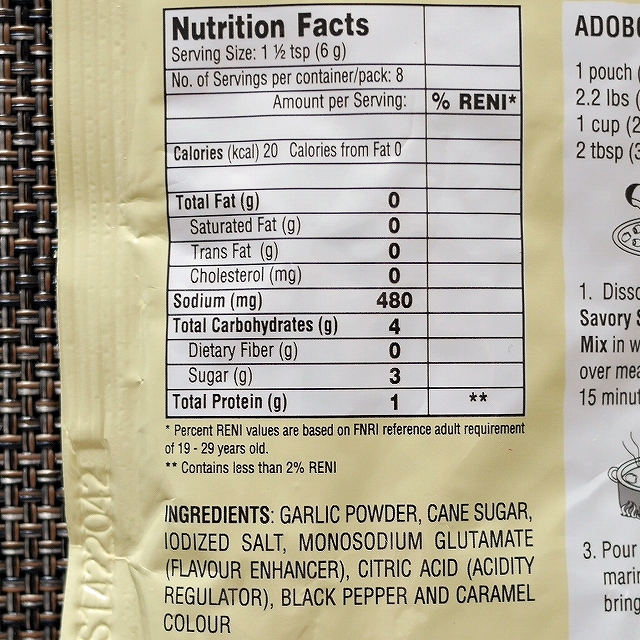 Nutrition Facts
Serving Size: 1 ½ tsp (6 g)
No. of Servings per container/pack: 8
Amount per Serving: % RENI*
Calories (kcal) 20 Calories from Fat 0
Total Fat (g) 0
Saturated Fat (g) 0
Trans Fat (g) 0
Cholesterol (mg) 0
Sodium (mg) 480
Total Carbohydrates (g) 4
Dietary Fiber (g) 0
Sugar (g) 3
Total Protein (g) 1 **
* Percent RENI values are based on FNRI reference adult requirement
of 19 - 29 years old.
** Contains less than 2% RENI
INGREDIENTS: GARLIC POWDER, CANE SUGAR,
IODIZED SALT, MONOSODIUM GLUTAMATE
(FLAVOUR ENHANCER), CITRIC ACID (ACIDITY
REGULATOR), BLACK PEPPER AND CARAMEL
COLOUR
ADOBO
1 pouch (
2.2 lbs (
1 cup (2
2 tbsp (3
1. Disso
Savory S
Mix in w
over mea
15 minut
3. Pour
marin
bring